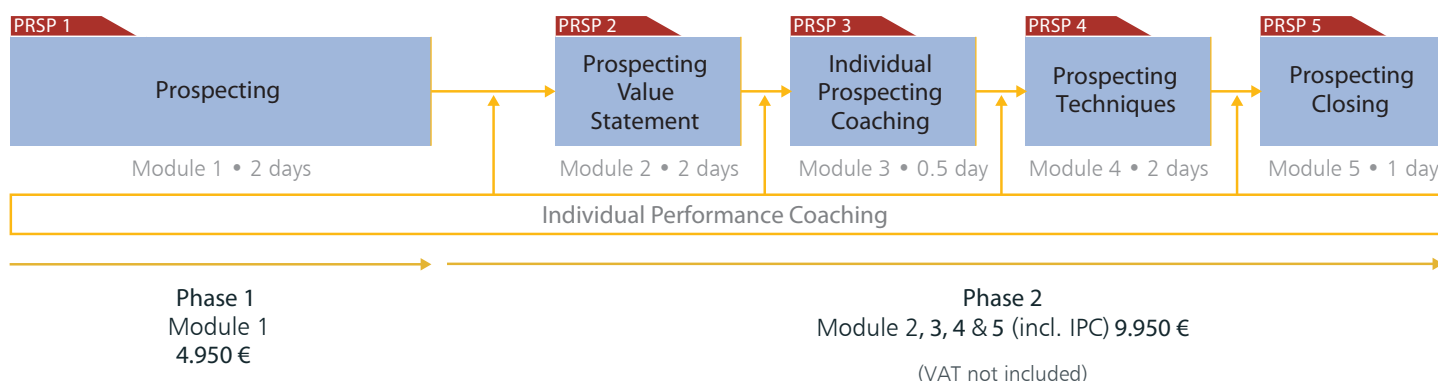 PRSP 1
Prospecting
Module 1 • 2 days
PRSP 2
Prospecting
Value
Statement
Module 2 • 2 days
PRSP 3
Individual
Prospecting
Coaching
Module 3 • 0.5 day
PRSP 4
Prospecting
Techniques
Module 4 • 2 days
PRSP 5
Prospecting
Closing
Module 5 • 1 day
Individual Performance Coaching
Phase 1
Module 1
4.950 €
Phase 2
Module 2, 3, 4 & 5 (incl. IPC) 9.950 €
(VAT not included)